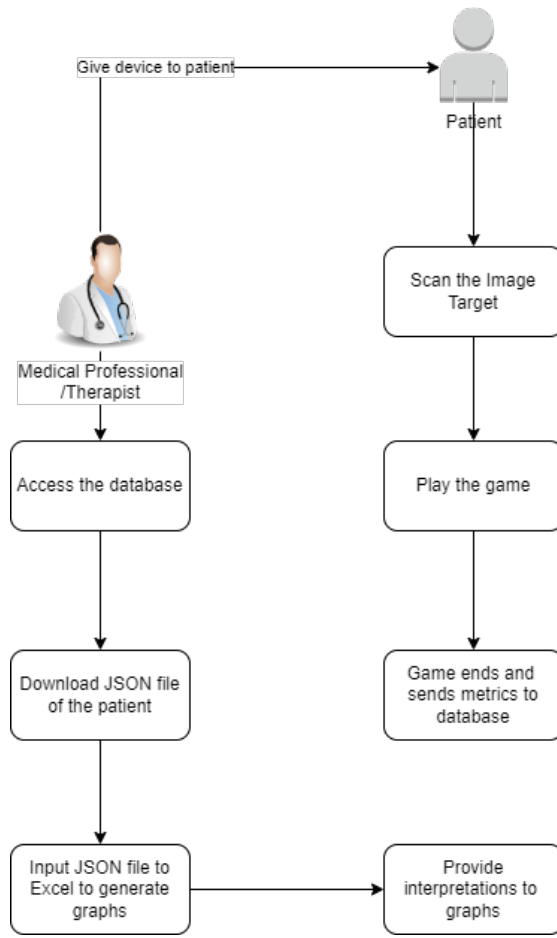 Give device to patient
Patient
Scan the Image
Target
Medical Professional
/Therapist
Access the database
Play the game
Download JSON file
of the patient
Game ends and
sends metrics to
database
Input JSON file to
Excel to generate
graphs
Provide
interpretations to
graphs